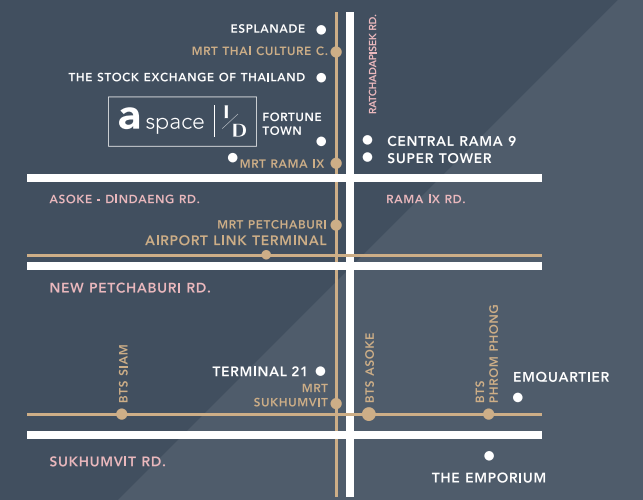 ESPLANADE
MRT THAI CULTURE C.
RATCHADAPISEK RD.
THE STOCK EXCHANGE OF THAILAND
a space I/D
FORTUNE
TOWN
CENTRAL RAMA 9
SUPER TOWER
MRT RAMA IX
ASOKE - DINDAENG RD.
RAMA IX RD.
MRT PETCHABURI
AIRPORT LINK TERMINAL
NEW PETCHABURI RD.
BTS SIAM
TERMINAL 21
MRT
SUKHUMVIT
BTS ASOKE
BTS
PHROM PHONG
EMQUARTIER
SUKHUMVIT RD.
THE EMPORIUM